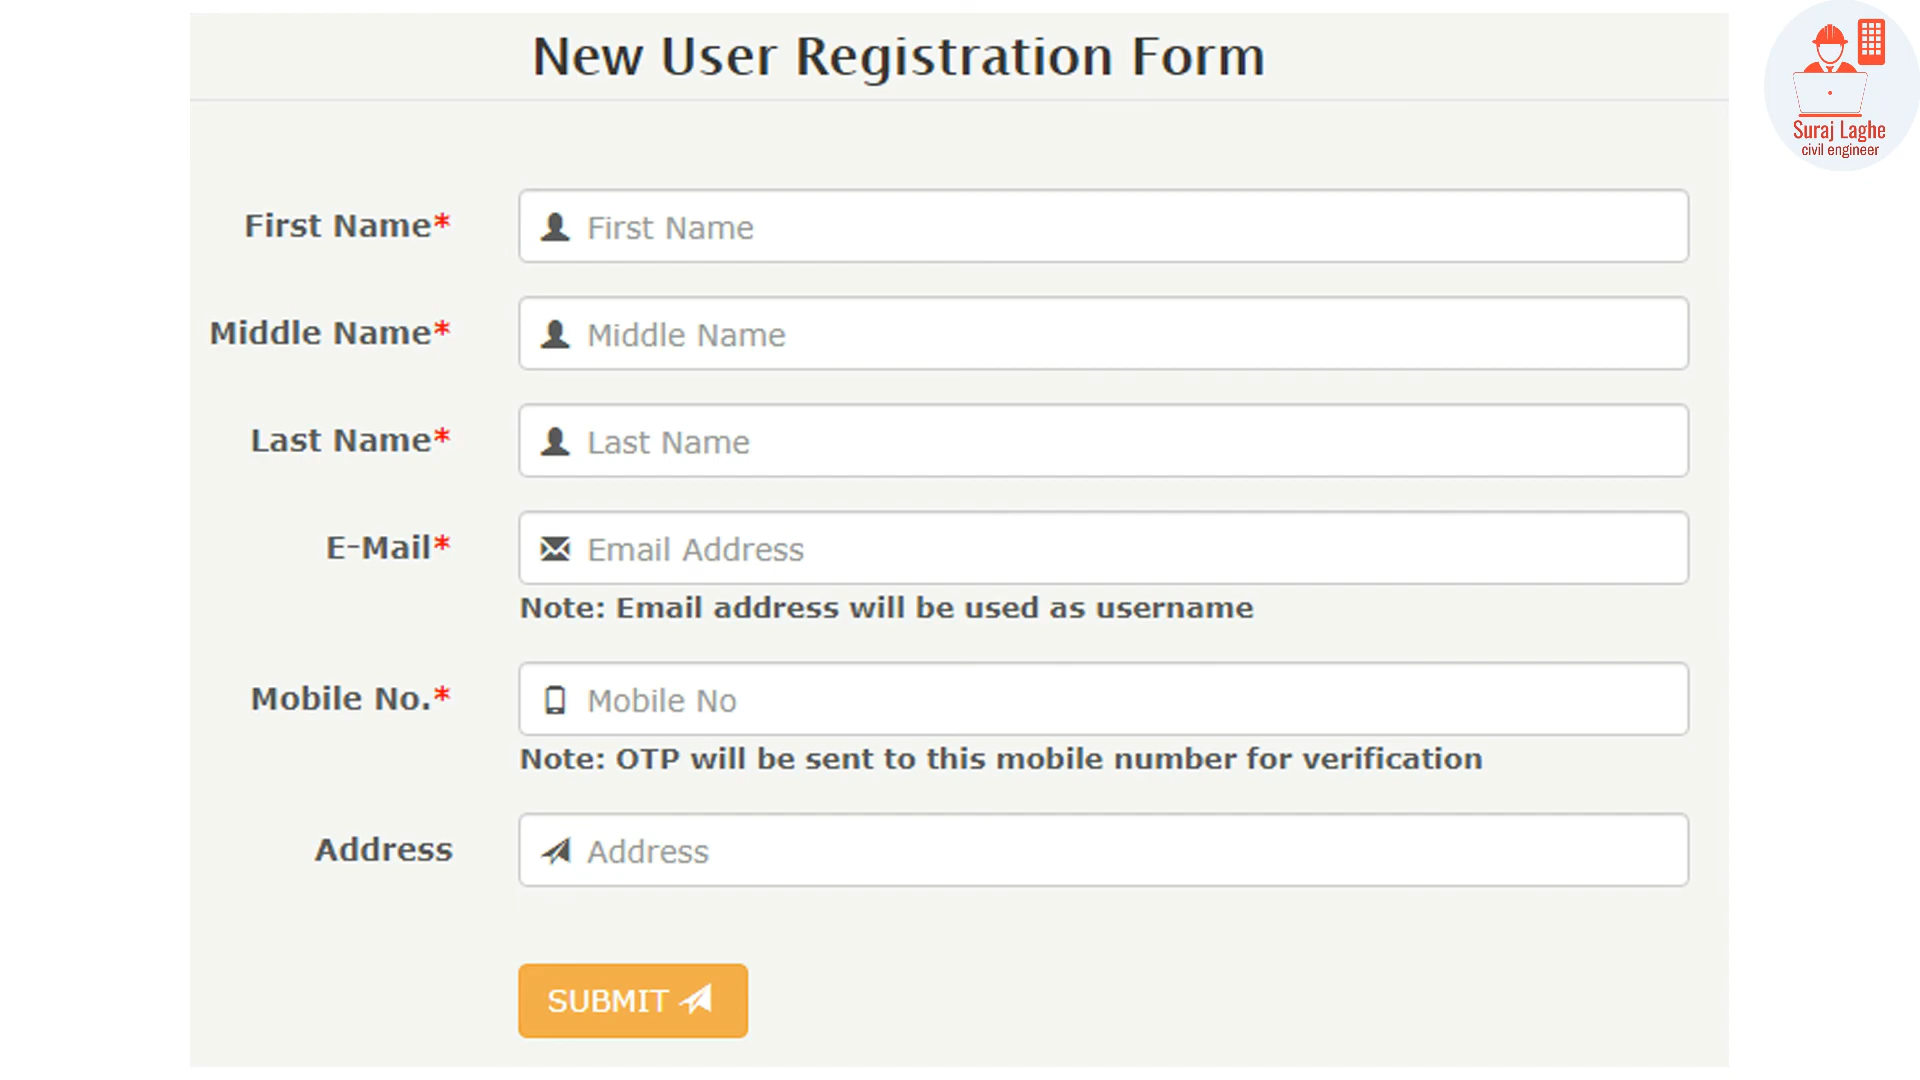 New User Registration Form
Suraj Laghe
civil engineer
First Name* First Name
Middle Name* Middle Name
Last Name* Last Name
E-Mail* Email Address
Note: Email address will be used as username
Mobile No.* Mobile No
Note: OTP will be sent to this mobile number for verification
Address Address
SUBMIT